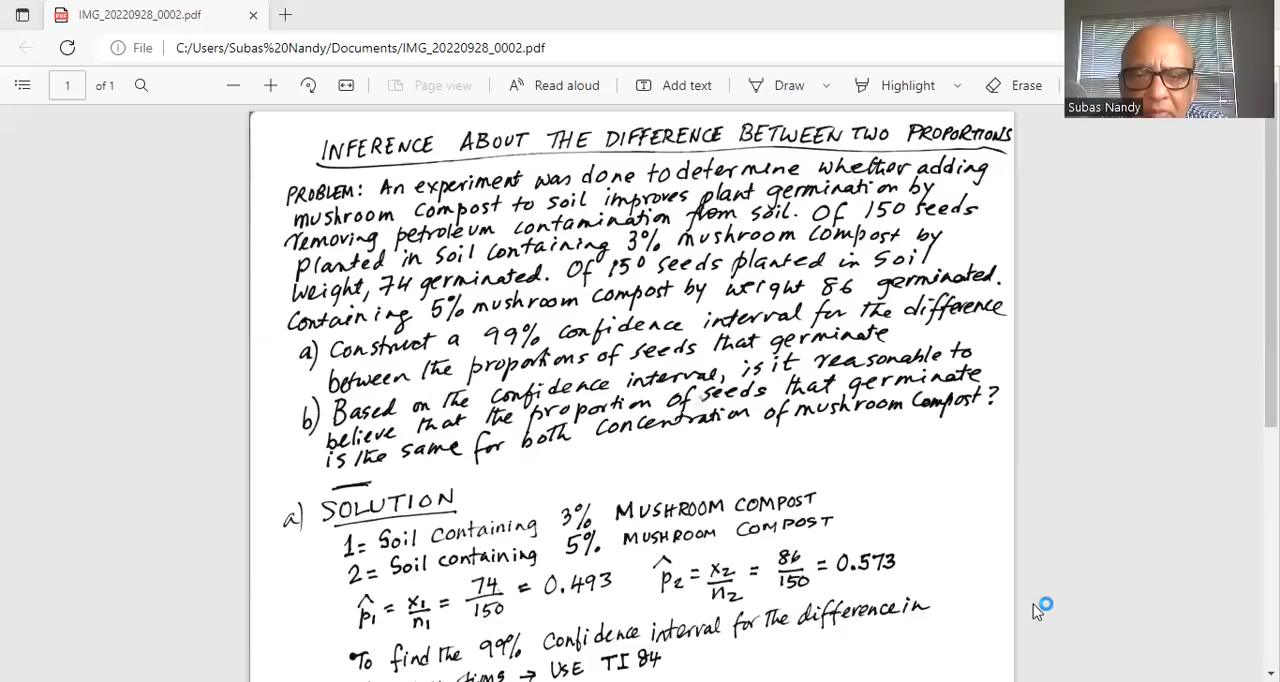 IMG_20220928_0002.pdf
File C:/Users/Subas%20Nandy/Documents/IMG_20220928_0002.pdf
1 of 1 Page view Read aloud Add text Draw Highlight Erase
Subas Nandy
INFERENCE ABOUT THE DIFFERENCE BETWEEN TWO PROPORTIONS
PROBLEM: An experiment was done to determine whether adding
mushroom compost to soil improves plant germination by
removing petroleum contamination from soil. Of 150 seeds
planted in soil containing 3% mushroom compost by
weight, 74 germinated. Of 150 seeds planted in soil
containing 5% mushroom compost by weight 86 germinated.
a) Construct a 99% confidence interval for the difference
between the proportions of seeds that germinate
b) Based on the confidence interval, is it reasonable to
believe that the proportion of seeds that germinate
is the same for both concentration of mushroom compost?
a) SOLUTION
1= Soil containing 3% MUSHROOM COMPOST
2= Soil containing 5% MUSHROOM COMPOST
p̂1 = x1/n1 = 74/150 = 0.493 p̂2 = x2/n2 = 86/150 = 0.573
To find the 99% confidence interval for the difference in
→ USE TI 84